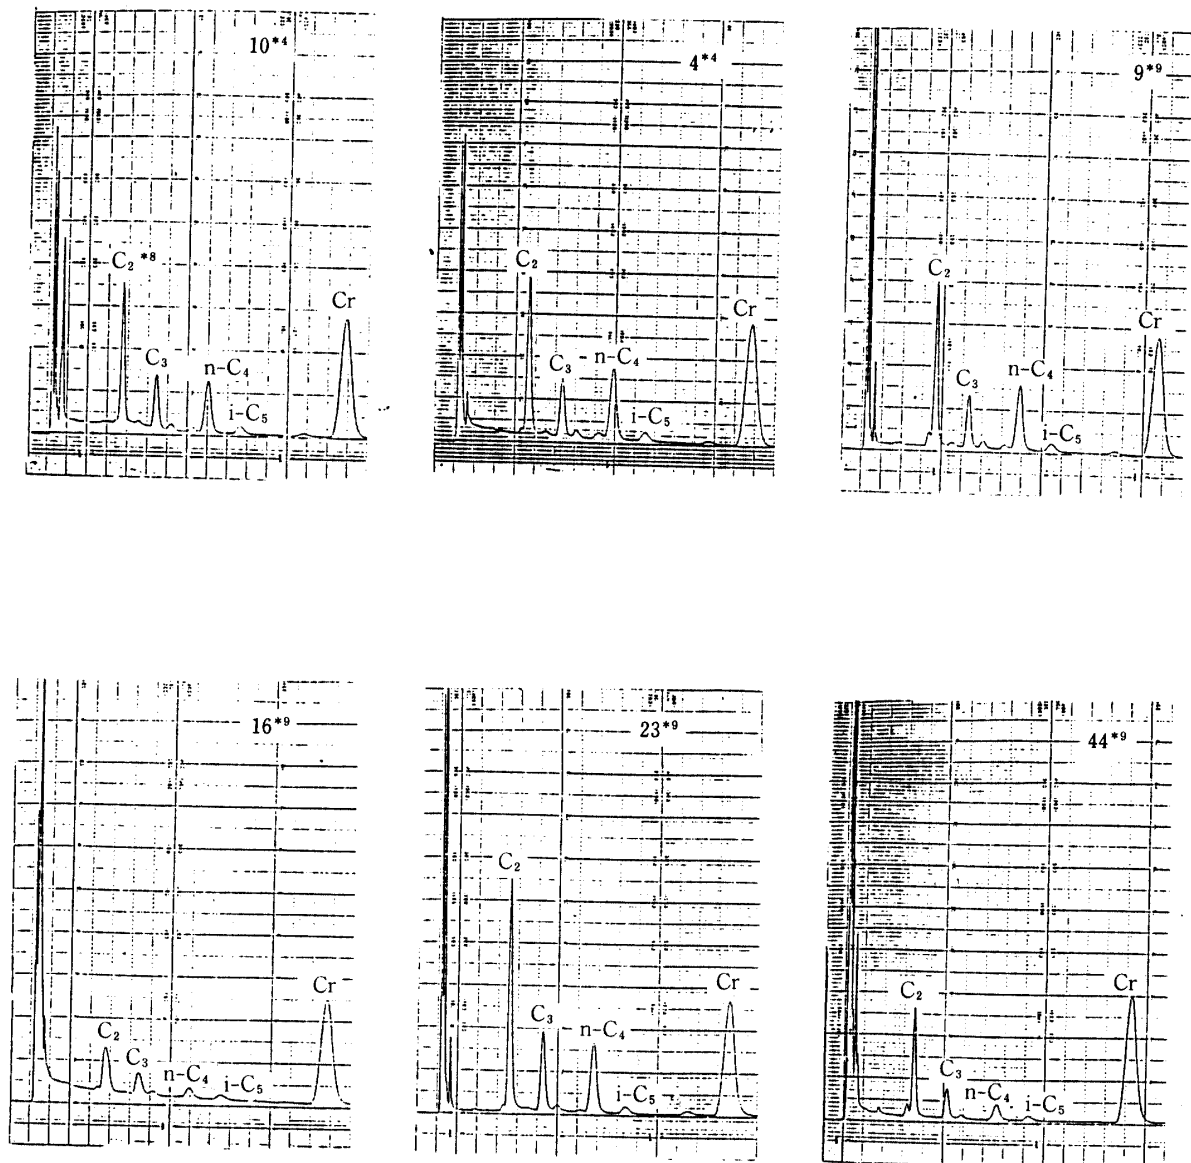 10*4
C₂ *8
C₃
n-C₄
i-C₅
Cr
4*4
C₂
C₃
n-C₄
i-C₅
Cr
9*9
C₂
C₃
n-C₄
i-C₅
Cr
16*9
C₂
C₃
n-C₄
i-C₅
Cr
23*9
C₂
C₃
n-C₄
i-C₅
Cr
44*9
C₂
C₃
n-C₄
i-C₅
Cr